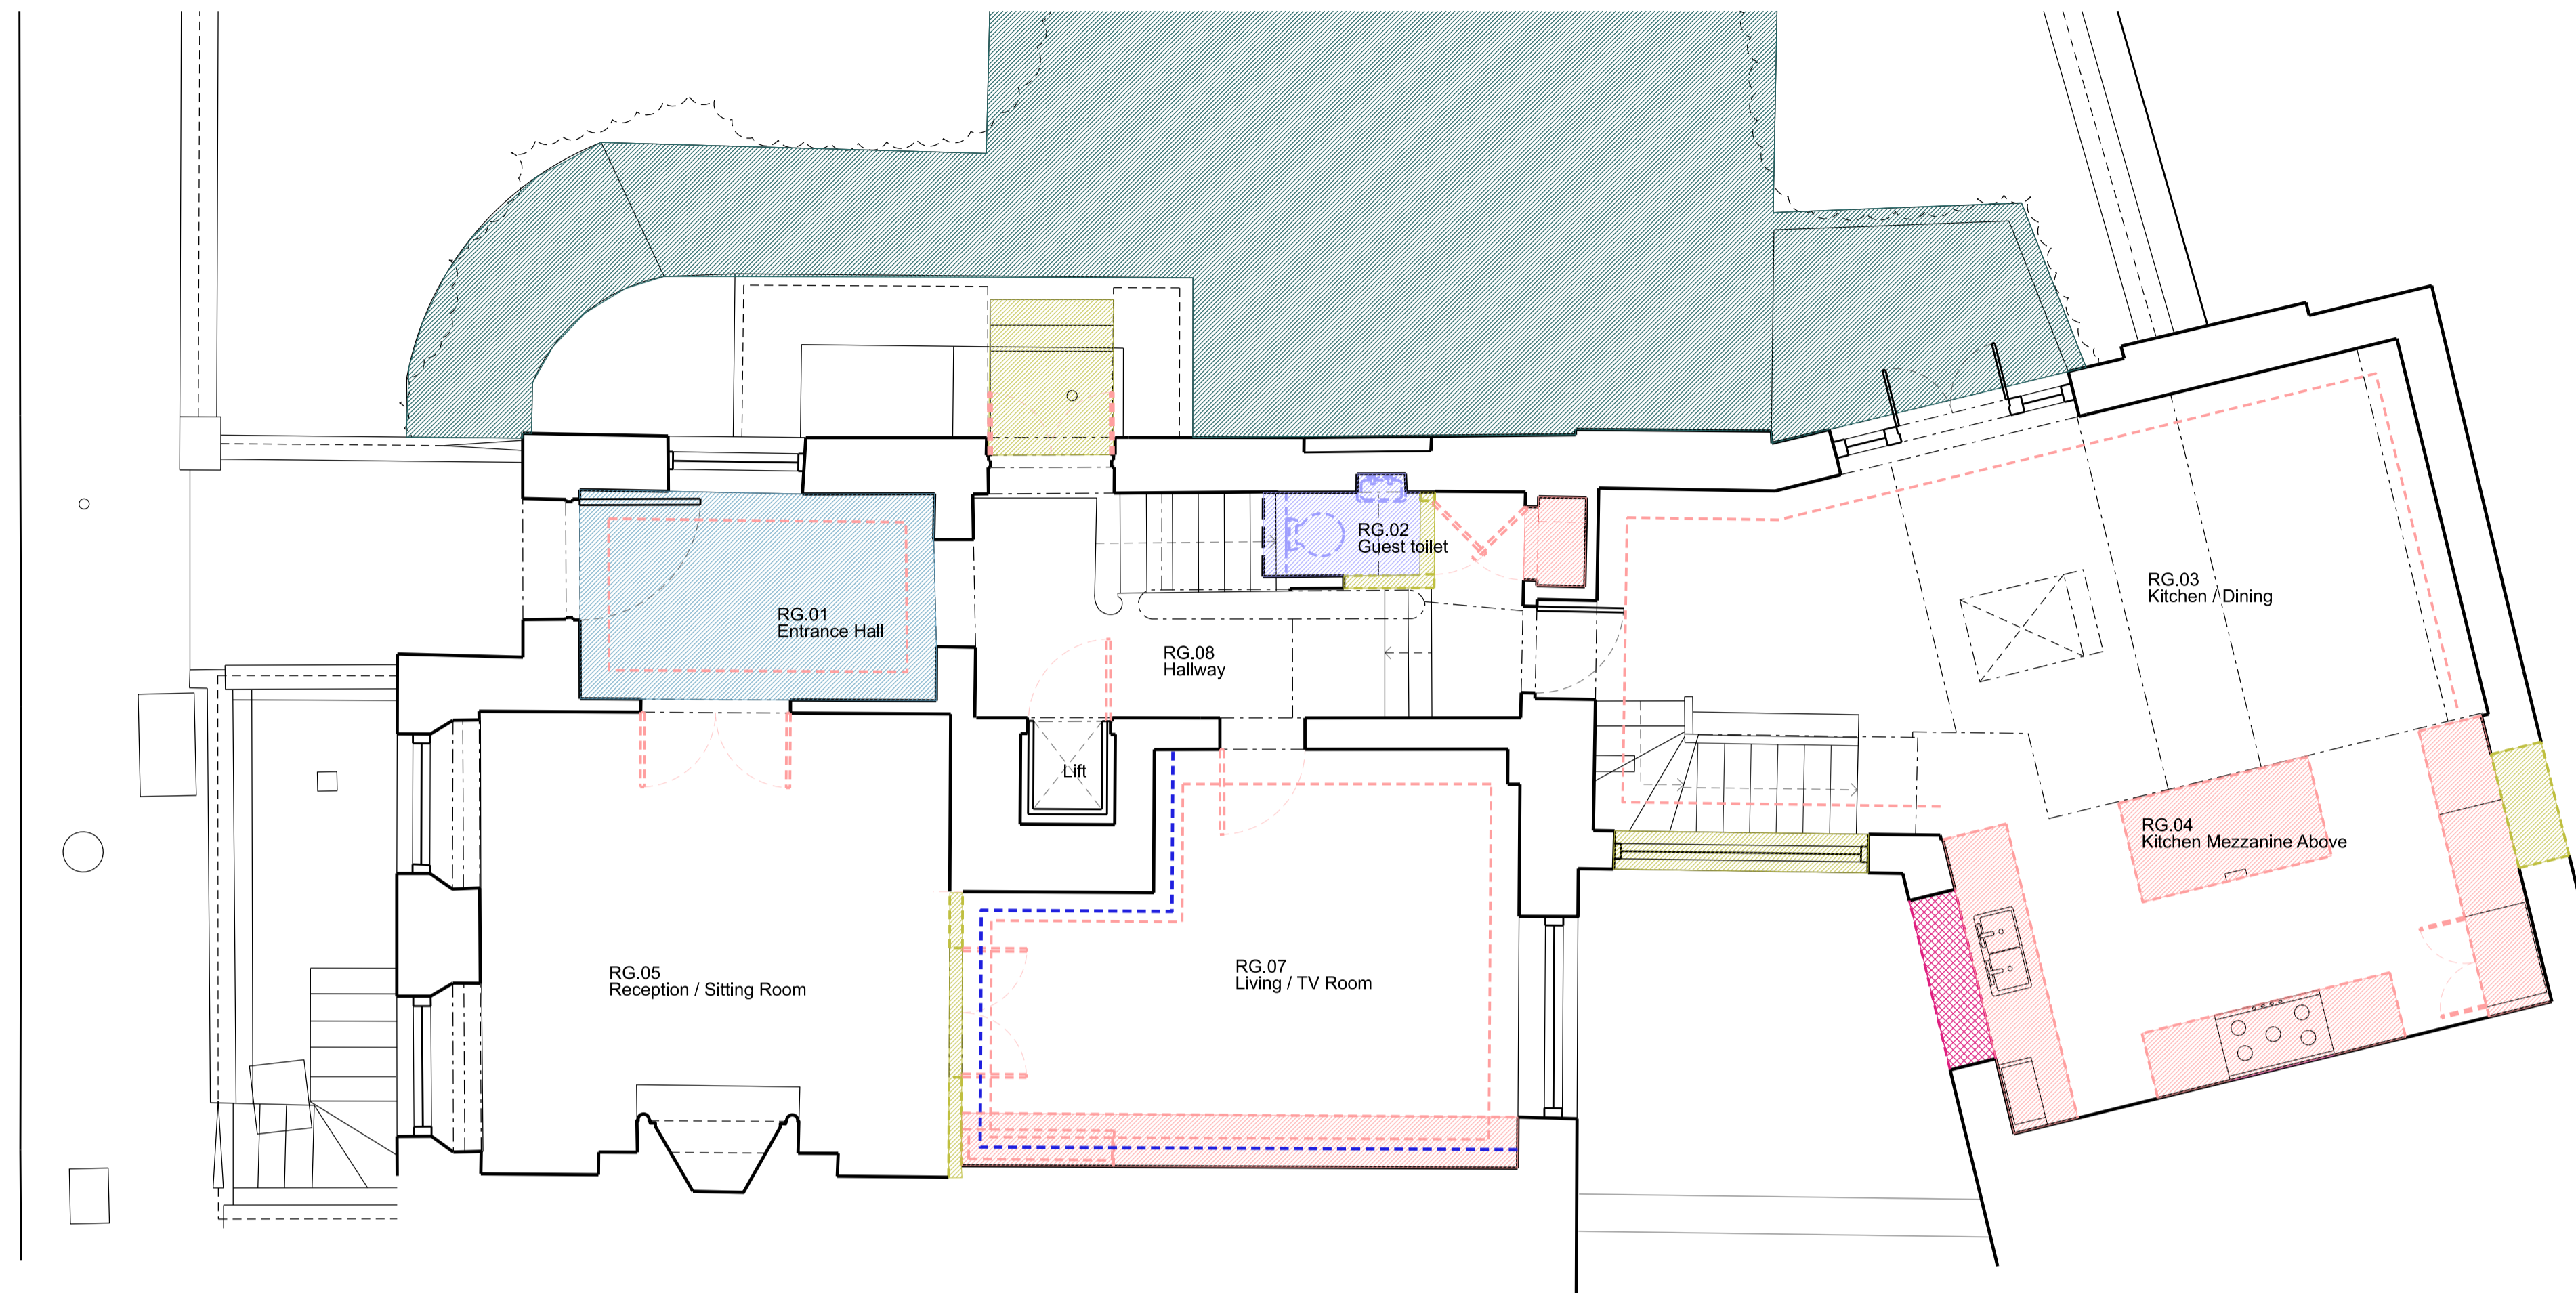 RG.02
Guest toilet
RG.03
Kitchen / Dining
RG.01
Entrance Hall
RG.08
Hallway
Lift
RG.04
Kitchen Mezzanine Above
RG.05
Reception / Sitting Room
RG.07
Living / TV Room